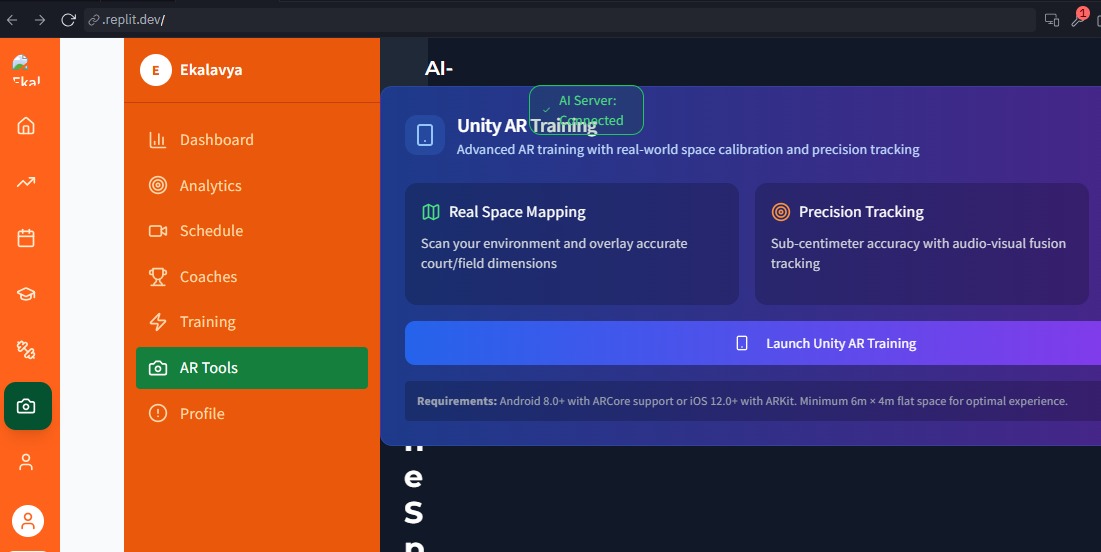 .replit.dev/
1
Ekal
E
Ekalavya
Dashboard
Analytics
Schedule
Coaches
Training
AR Tools
Profile
AI-
AI Server:
Connected
Unity AR Training
Advanced AR training with real-world space calibration and precision tracking
Real Space Mapping
Scan your environment and overlay accurate
court/field dimensions
Precision Tracking
Sub-centimeter accuracy with audio-visual fusion
tracking
Launch Unity AR Training
Requirements: Android 8.0+ with ARCore support or iOS 12.0+ with ARKit. Minimum 6m × 4m flat space for optimal experience.
n
e
S
p